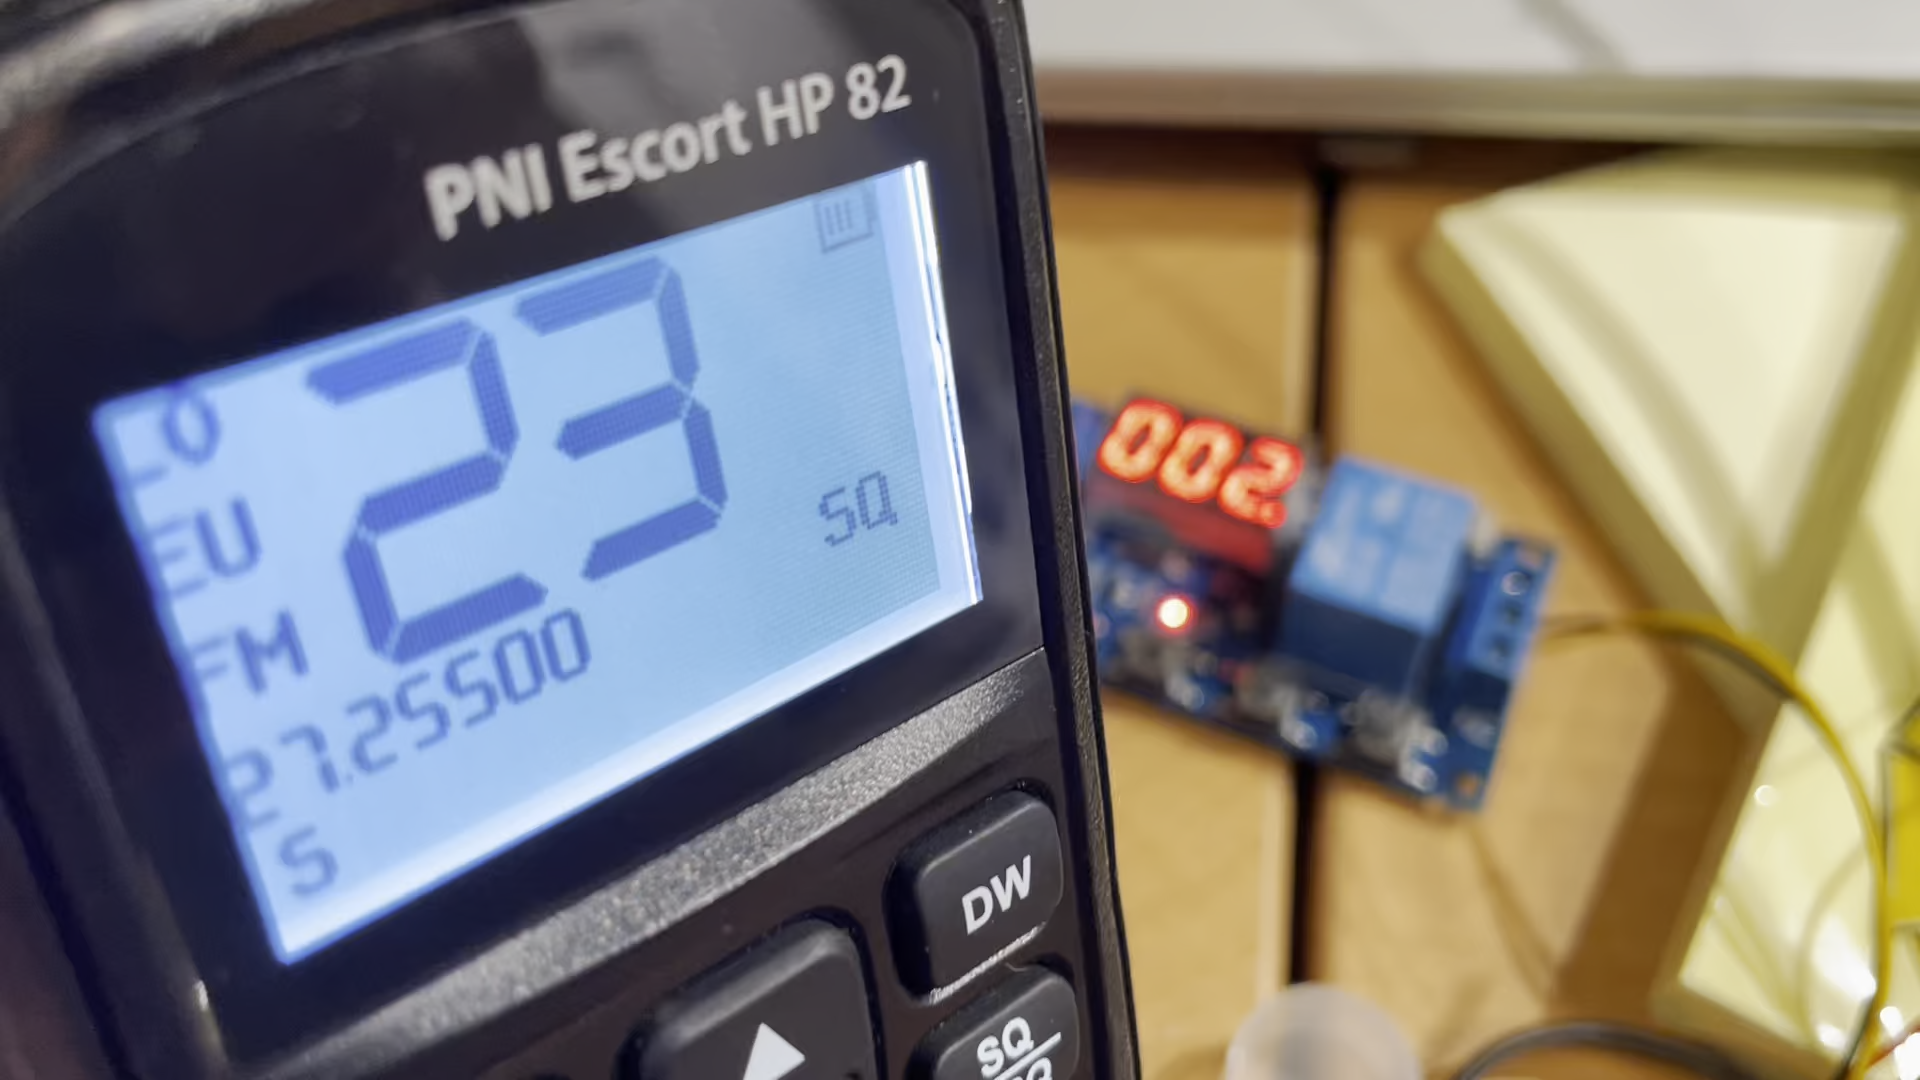 PNI Escort HP 82
LO
23
EU
SQ
FM
27.25500
S
002.
DW
SQ